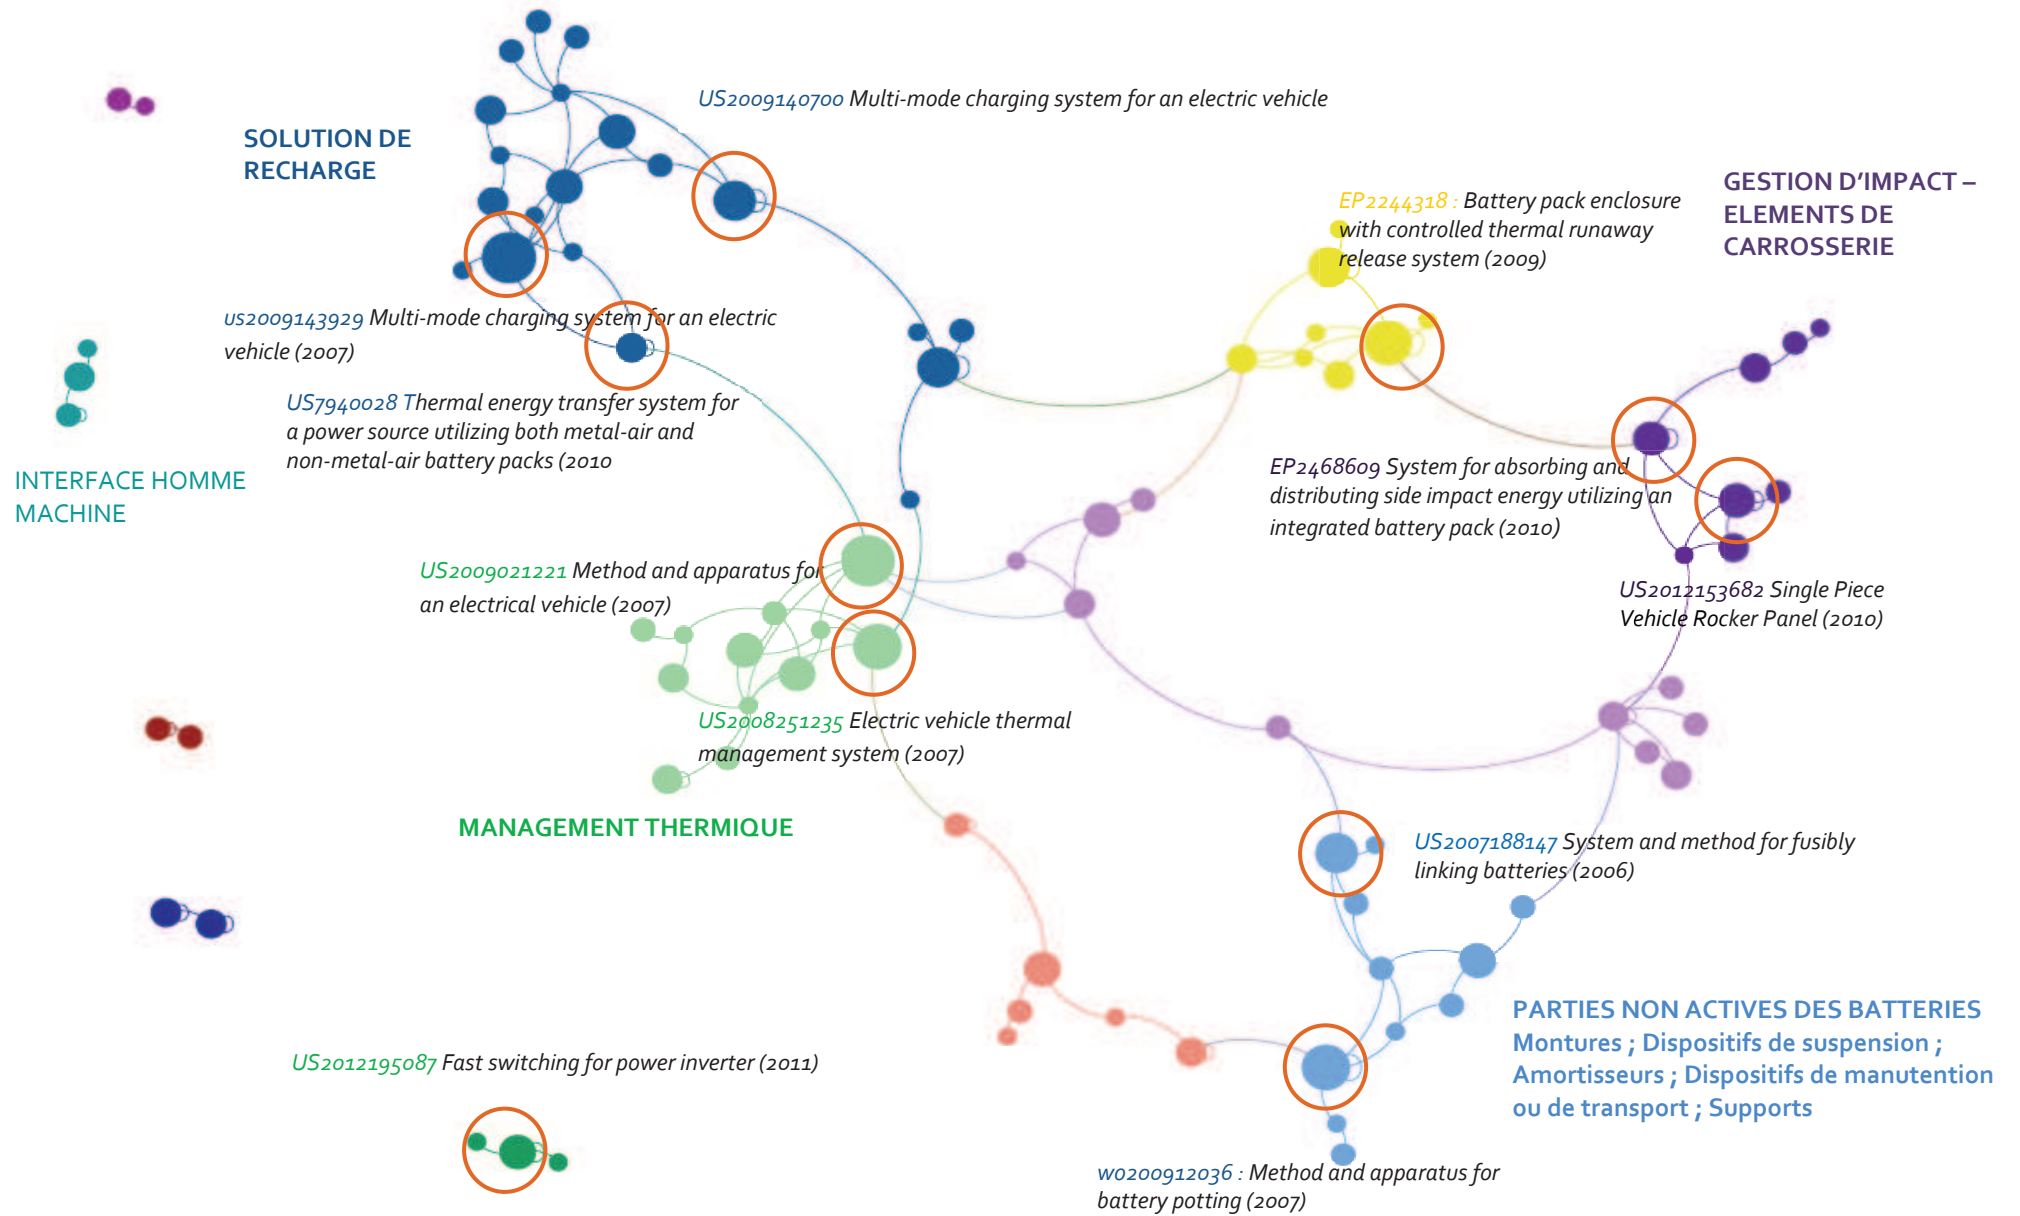 US2009140700 Multi-mode charging system for an electric vehicle
SOLUTION DE
RECHARGE
GESTION D'IMPACT –
ELEMENTS DE
CARROSSERIE
EP2244318 : Battery pack enclosure
with controlled thermal runaway
release system (2009)
us2009143929 Multi-mode charging system for an electric
vehicle (2007)
US7940028 Thermal energy transfer system for
a power source utilizing both metal-air and
non-metal-air battery packs (2010
INTERFACE HOMME
MACHINE
EP2468609 System for absorbing and
distributing side impact energy utilizing an
integrated battery pack (2010)
US2009021221 Method and apparatus for
an electrical vehicle (2007)
US2012153682 Single Piece
Vehicle Rocker Panel (2010)
US2008251235 Electric vehicle thermal
management system (2007)
MANAGEMENT THERMIQUE
US2007188147 System and method for fusibly
linking batteries (2006)
PARTIES NON ACTIVES DES BATTERIES
Montures ; Dispositifs de suspension ;
Amortisseurs ; Dispositifs de manutention
ou de transport ; Supports
US2012195087 Fast switching for power inverter (2011)
wo200912036 : Method and apparatus for
battery potting (2007)